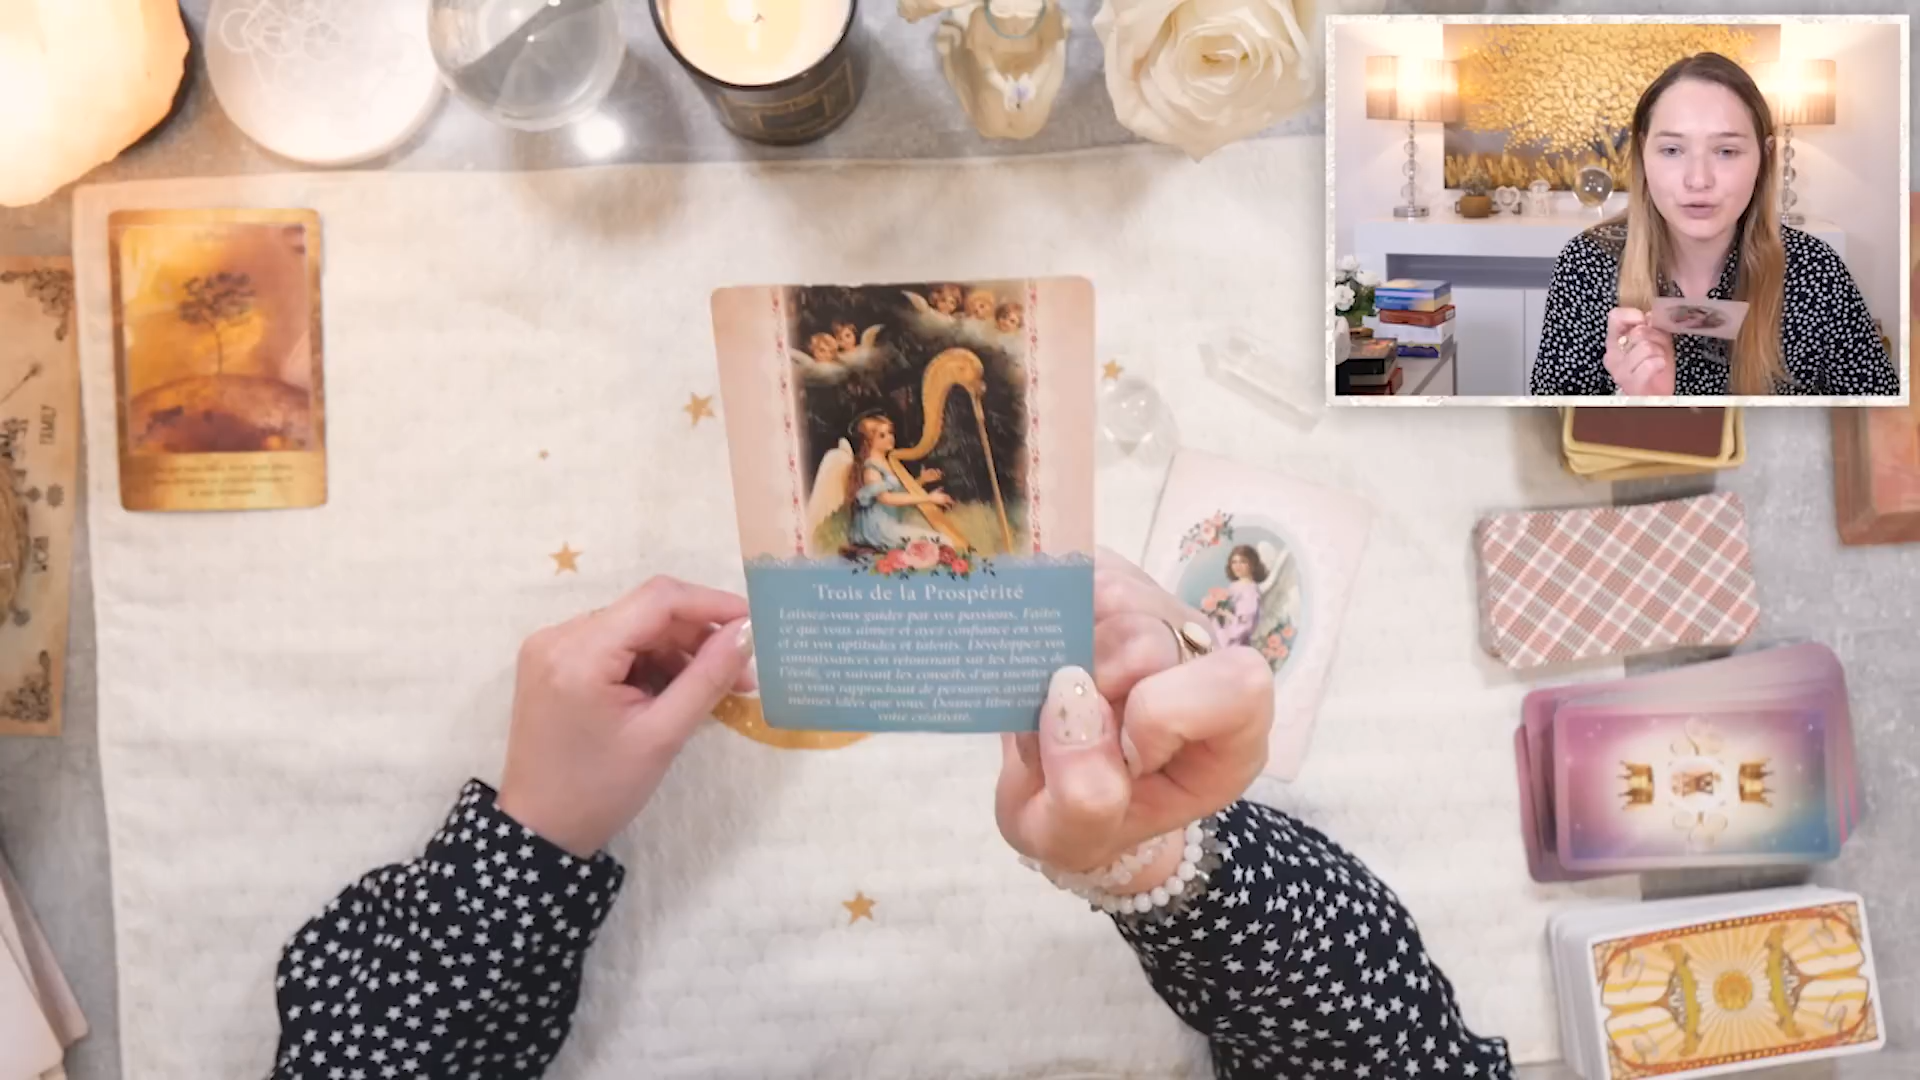 Trois de la Prospérité
Laissez-vous guider par vos passions. Faites
ce que vous aimez et ayez confiance en vous
et en vos aptitudes et talents. Développez vos
connaissances en retournant sur les bancs de
l'école, en suivant les conseils d'un mentor
en vous rapprochant de personnes ayant
mêmes idées que vous. Donnez libre cou
votre créativité.
FAMILY